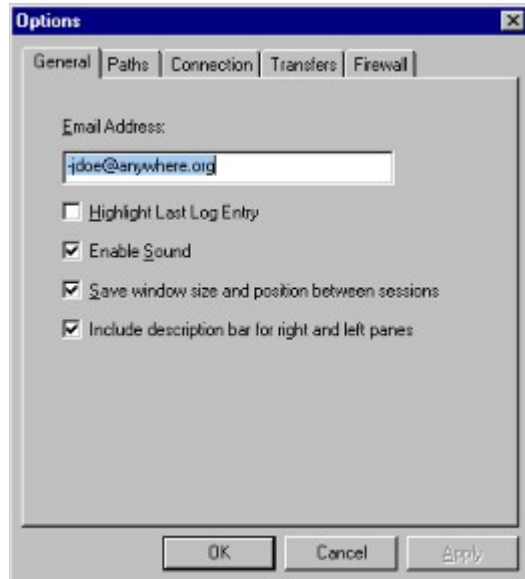 Options
General Paths Connection Transfers Firewall
Email Address:
-jdoe@anywhere.org
Highlight Last Log Entry
Enable Sound
Save window size and position between sessions
Include description bar for right and left panes
OK Cancel Apply